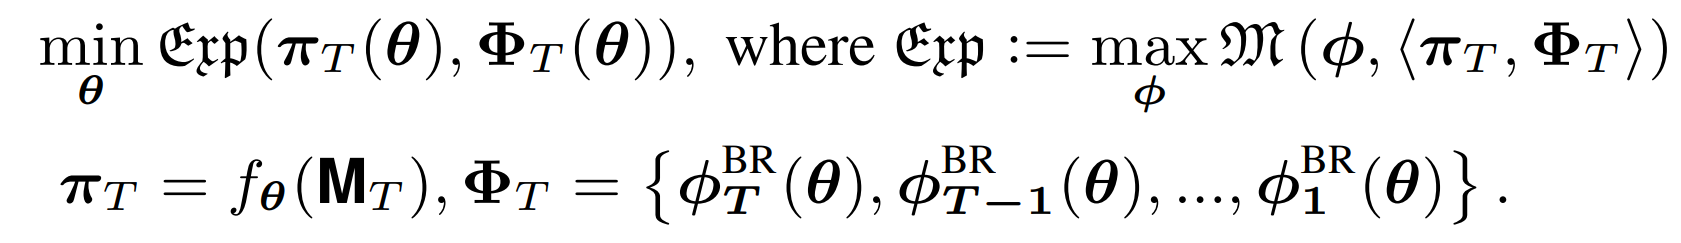 min_θ 𝔈𝔵𝔭(π_T(θ), Φ_T(θ)), where 𝔈𝔵𝔭 := max_ϕ 𝔐 (ϕ, ⟨π_T, Φ_T⟩)
π_T = f_θ(M_T), Φ_T = {ϕ_T^BR(θ), ϕ_{T−1}^BR(θ), ..., ϕ_1^BR(θ)}.